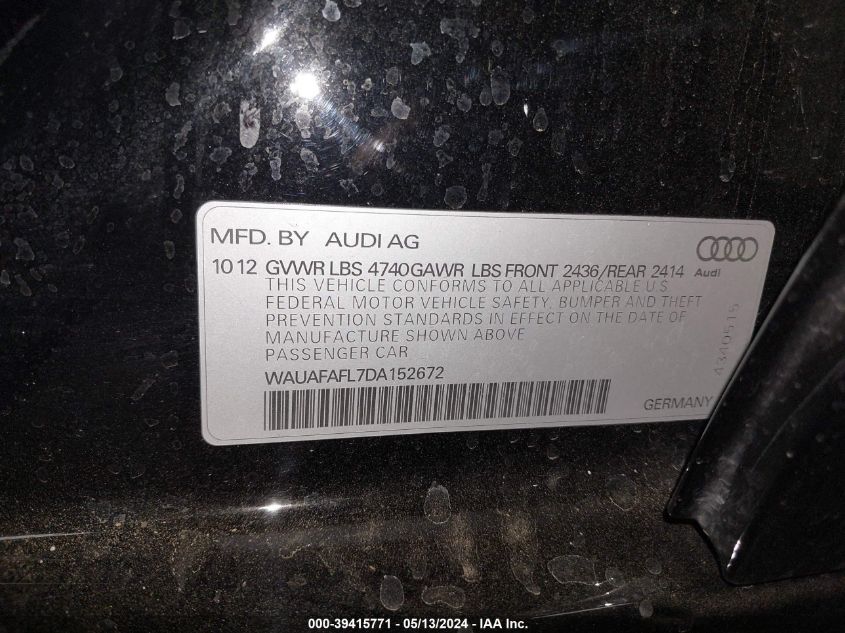 MFD. BY AUDI AG
10 12 GVWR LBS 4740GAWR LBS FRONT 2436/REAR 2414
Audi
THIS VEHICLE CONFORMS TO ALL APPLICABLE U.S
FEDERAL MOTOR VEHICLE SAFETY, BUMPER AND THEFT
PREVENTION STANDARDS IN EFFECT ON THE DATE OF
MANUFACTURE SHOWN ABOVE
PASSENGER CAR
WAUAFAFL7DA152672
GERMANY
4340515
000-39415771 - 05/13/2024 - IAA Inc.